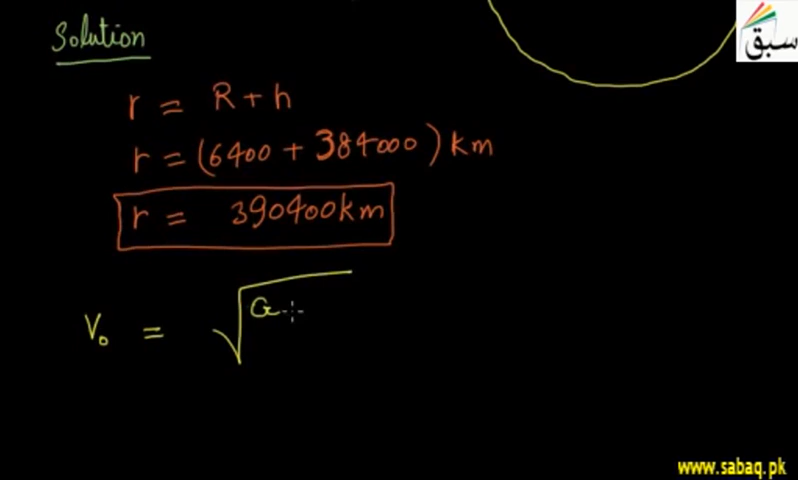 Solution
سبق
r = R + h
r = (6400 + 384000) km
r = 390400km
V₀ = √G
www.sabaq.pk